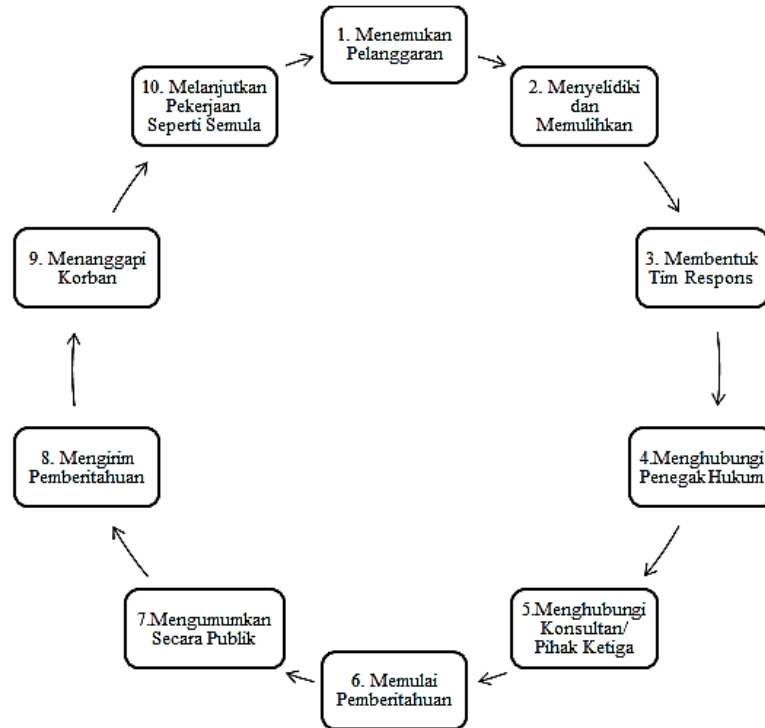 1. Menemukan
Pelanggaran
2. Menyelidiki
dan
Memulihkan
3. Membentuk
Tim Respons
4.Menghubungi
Penegak Hukum
5.Menghubungi
Konsultan/
Pihak Ketiga
6. Memulai
Pemberitahuan
7.Mengumumkan
Secara Publik
8. Mengirim
Pemberitahuan
9. Menanggapi
Korban
10. Melanjutkan
Pekerjaan
Seperti Semula